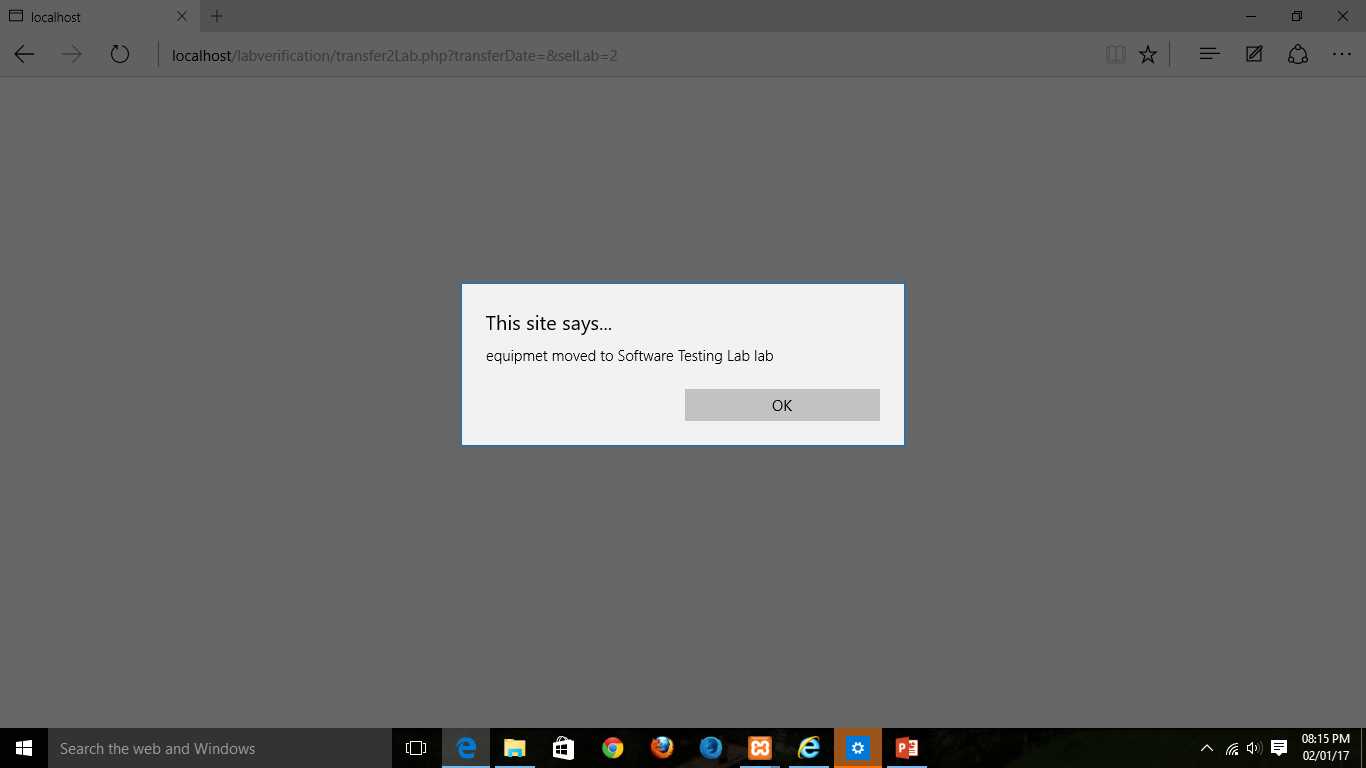 localhost
localhost/labverification/transfer2Lab.php?transferDate=&selLab=2
This site says...
equipmet moved to Software Testing Lab lab
OK
Search the web and Windows
08:15 PM
02/01/17